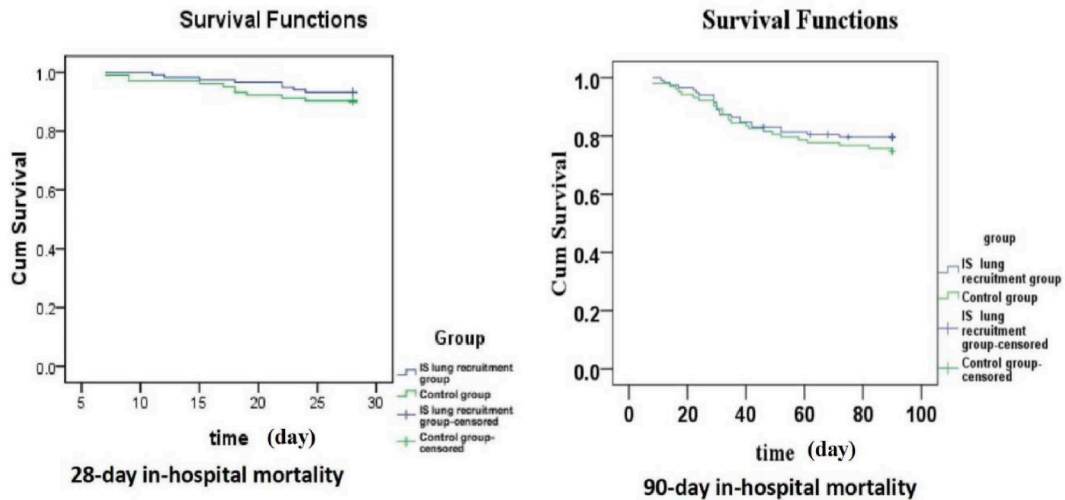 Survival Functions
Cum Survival
1.0
0.8
0.6
0.4
0.2
0.0
5
10
15
20
25
30
time (day)
Group
IS lung recruitment
group
Control group
IS lung recruitment
group-censored
Control group-
censored
28-day in-hospital mortality
Survival Functions
Cum Survival
1.0
0.8
0.6
0.4
0.2
0.0
0
20
40
60
80
100
time (day)
group
IS lung
recruitment group
Control group
IS lung
recruitment
group-censored
Control group-
censored
90-day in-hospital mortality